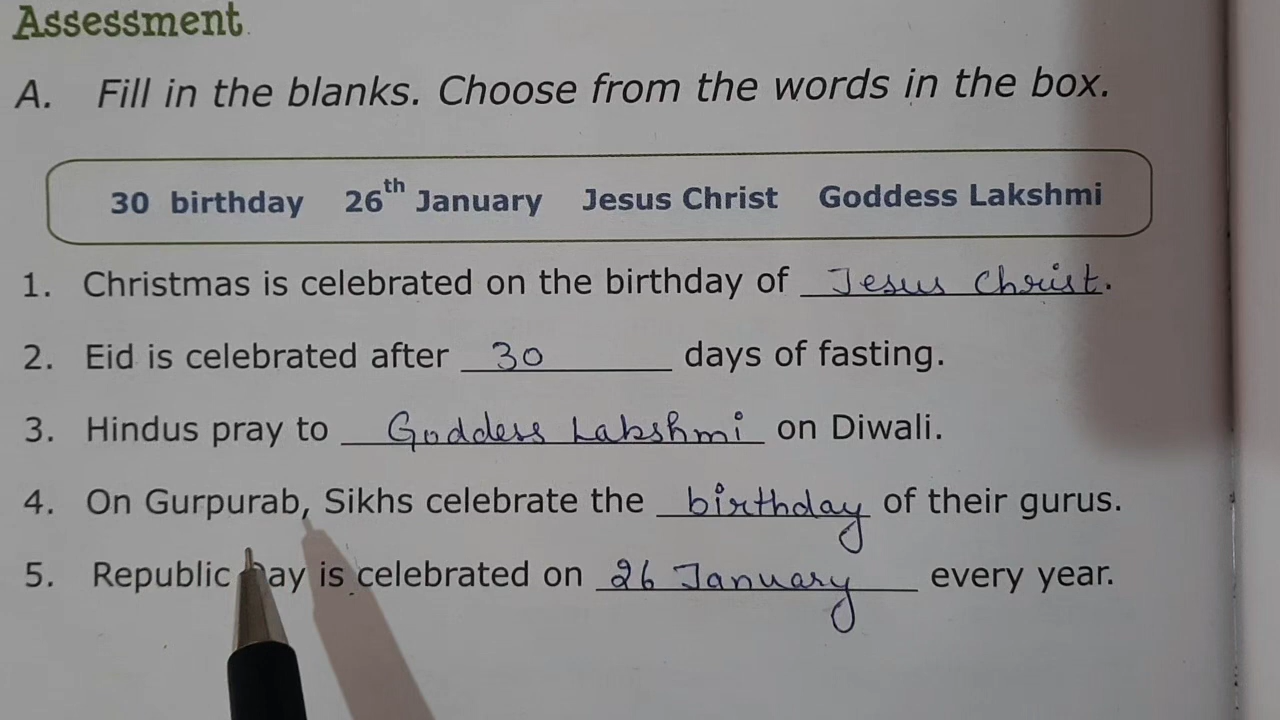 Assessment
A. Fill in the blanks. Choose from the words in the box.
30 birthday 26th January Jesus Christ Goddess Lakshmi
1. Christmas is celebrated on the birthday of Jesus Christ.
2. Eid is celebrated after 30 days of fasting.
3. Hindus pray to Goddess Lakshmi on Diwali.
4. On Gurpurab, Sikhs celebrate the birthday of their gurus.
5. Republic Day is celebrated on 26 January every year.